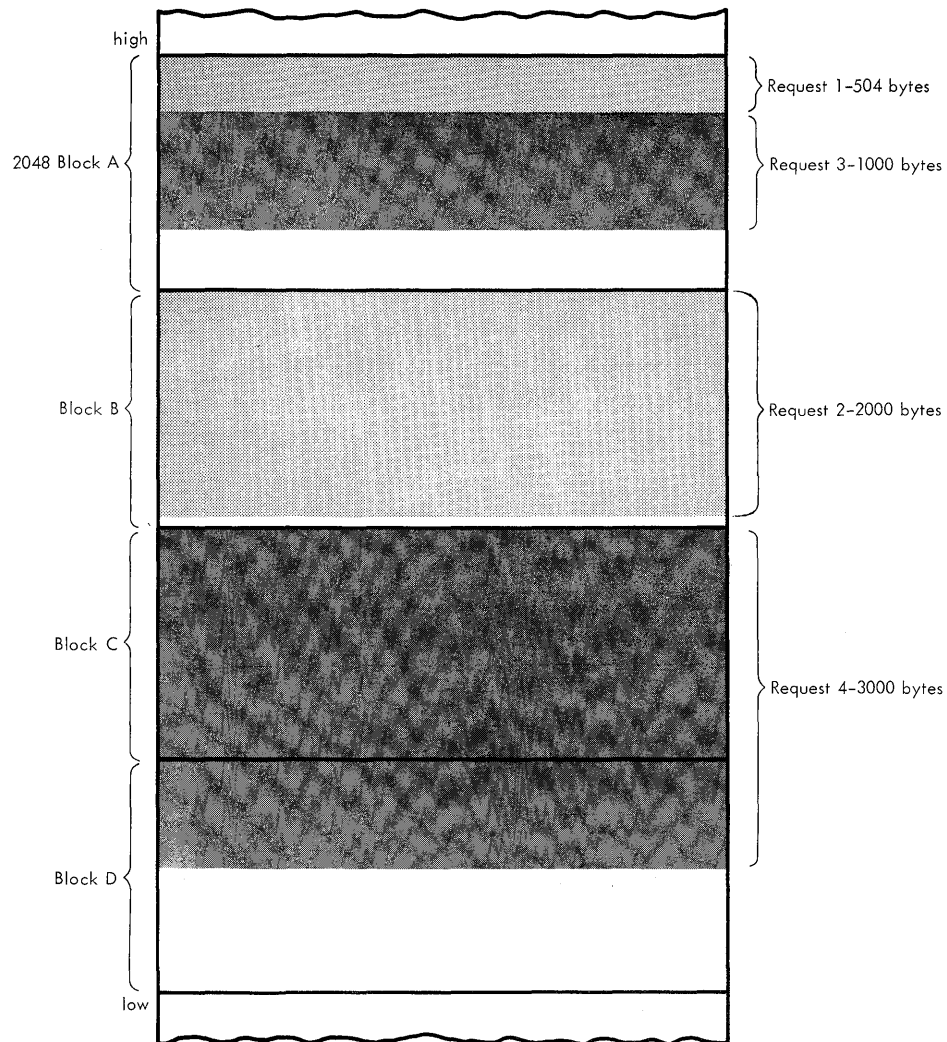 high
Request 1-504 bytes
2048 Block A
Request 3-1000 bytes
Block B
Request 2-2000 bytes
Block C
Request 4-3000 bytes
Block D
low